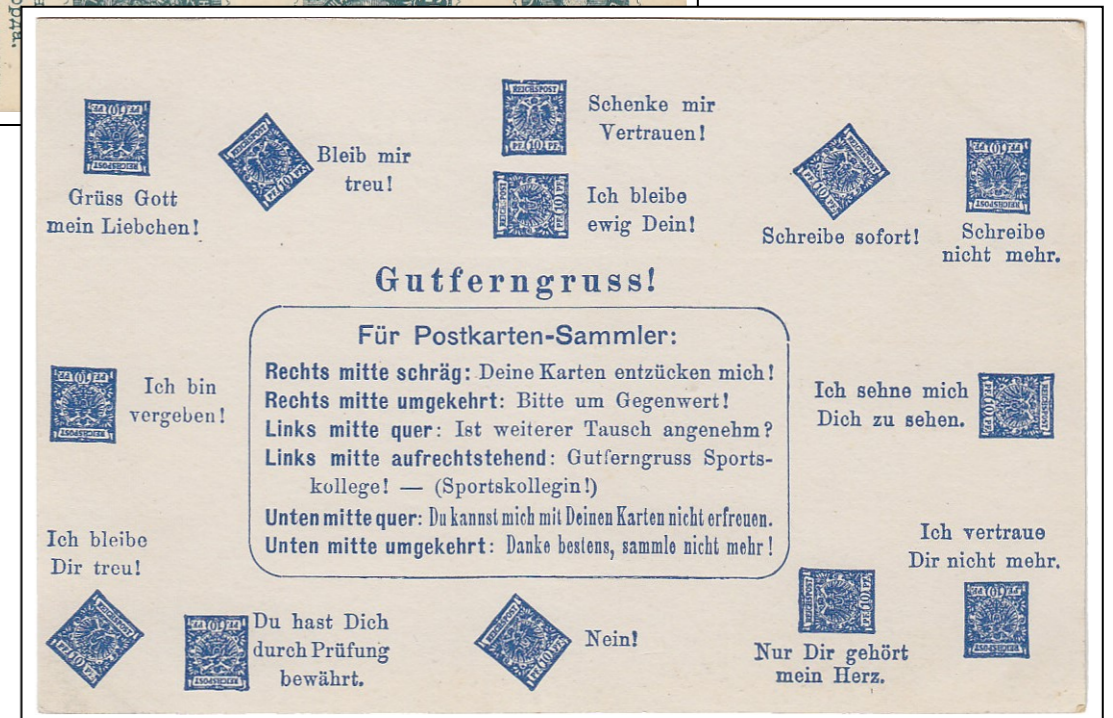 Grüss Gott
mein Liebchen!
Bleib mir
treu!
REICHSPOST
PF. 10 PF.
Schenke mir
Vertrauen!
Ich bleibe
ewig Dein!
Schreibe sofort!
Schreibe
nicht mehr.
Gutferngruss!
Für Postkarten-Sammler:
Rechts mitte schräg: Deine Karten entzücken mich!
Rechts mitte umgekehrt: Bitte um Gegenwert!
Links mitte quer: Ist weiterer Tausch angenehm?
Links mitte aufrechtstehend: Gutferngruss Sports-
kollege! — (Sportskollegin!)
Unten mitte quer: Du kannst mich mit Deinen Karten nicht erfreuen.
Unten mitte umgekehrt: Danke bestens, sammle nicht mehr!
Ich bin
vergeben!
Ich sehne mich
Dich zu sehen.
Ich bleibe
Dir treu!
Du hast Dich
durch Prüfung
bewährt.
Nein!
Nur Dir gehört
mein Herz.
Ich vertraue
Dir nicht mehr.